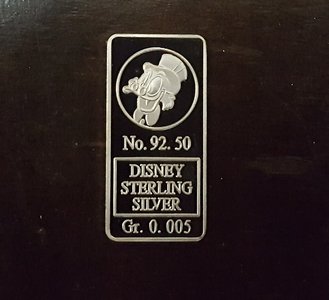 No. 92. 50
DISNEY
STERLING
SILVER
Gr. 0. 005